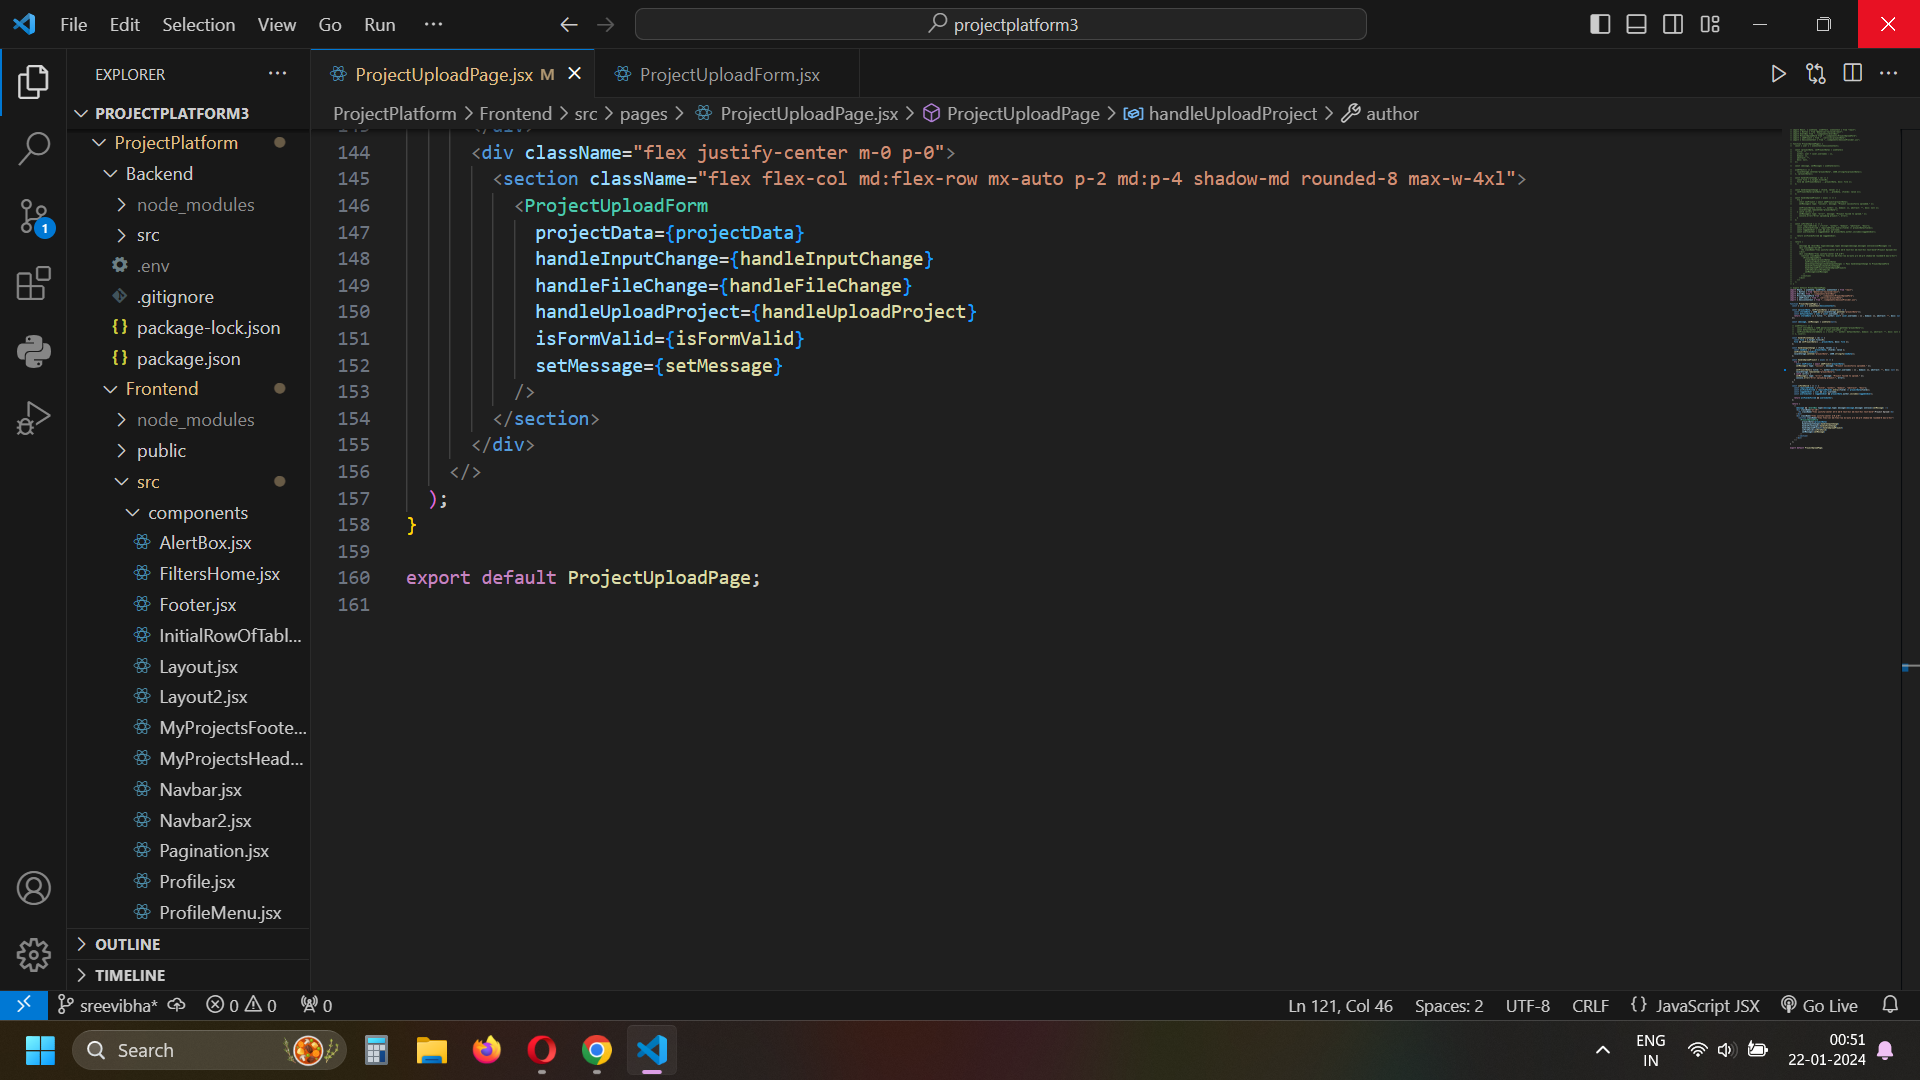 File Edit Selection View Go Run ···
projectplatform3
EXPLORER ···
PROJECTPLATFORM3
ProjectPlatform
Backend
node_modules
src
.env
.gitignore
{} package-lock.json
{} package.json
Frontend
node_modules
public
src
components
AlertBox.jsx
FiltersHome.jsx
Footer.jsx
InitialRowOfTabl...
Layout.jsx
Layout2.jsx
MyProjectsFoote...
MyProjectsHead...
Navbar.jsx
Navbar2.jsx
Pagination.jsx
Profile.jsx
ProfileMenu.jsx
OUTLINE
TIMELINE
1
ProjectUploadPage.jsx M
ProjectUploadForm.jsx
ProjectPlatform > Frontend > src > pages > ProjectUploadPage.jsx > ProjectUploadPage > handleUploadProject > author
143 </div>
144 <div className="flex justify-center m-0 p-0">
145 <section className="flex flex-col md:flex-row mx-auto p-2 md:p-4 shadow-md rounded-8 max-w-4xl">
146 <ProjectUploadForm
147 projectData={projectData}
148 handleInputChange={handleInputChange}
149 handleFileChange={handleFileChange}
150 handleUploadProject={handleUploadProject}
151 isFormValid={isFormValid}
152 setMessage={setMessage}
153 />
154 </section>
155 </div>
156 </>
157 );
158 }
159
160 export default ProjectUploadPage;
161
sreevibha* 0 0 0
Ln 121, Col 46 Spaces: 2 UTF-8 CRLF {} JavaScript JSX Go Live
Search
ENG
IN
00:51
22-01-2024